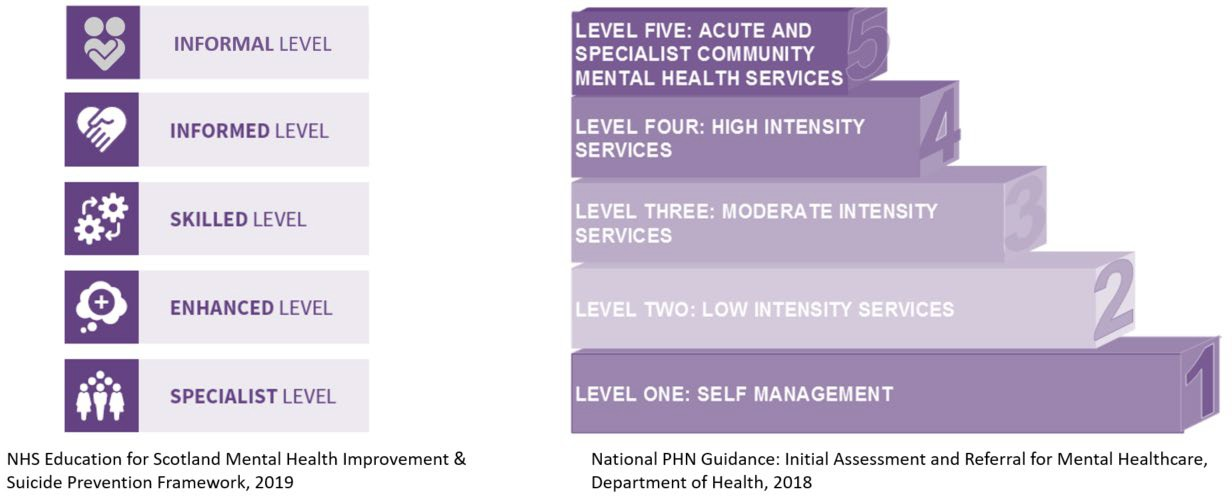 INFORMAL LEVEL
INFORMED LEVEL
SKILLED LEVEL
ENHANCED LEVEL
SPECIALIST LEVEL
NHS Education for Scotland Mental Health Improvement &
Suicide Prevention Framework, 2019
LEVEL FIVE: ACUTE AND
SPECIALIST COMMUNITY
MENTAL HEALTH SERVICES
5
LEVEL FOUR: HIGH INTENSITY
SERVICES
4
LEVEL THREE: MODERATE INTENSITY
SERVICES
3
LEVEL TWO: LOW INTENSITY SERVICES
2
LEVEL ONE: SELF MANAGEMENT
1
National PHN Guidance: Initial Assessment and Referral for Mental Healthcare,
Department of Health, 2018